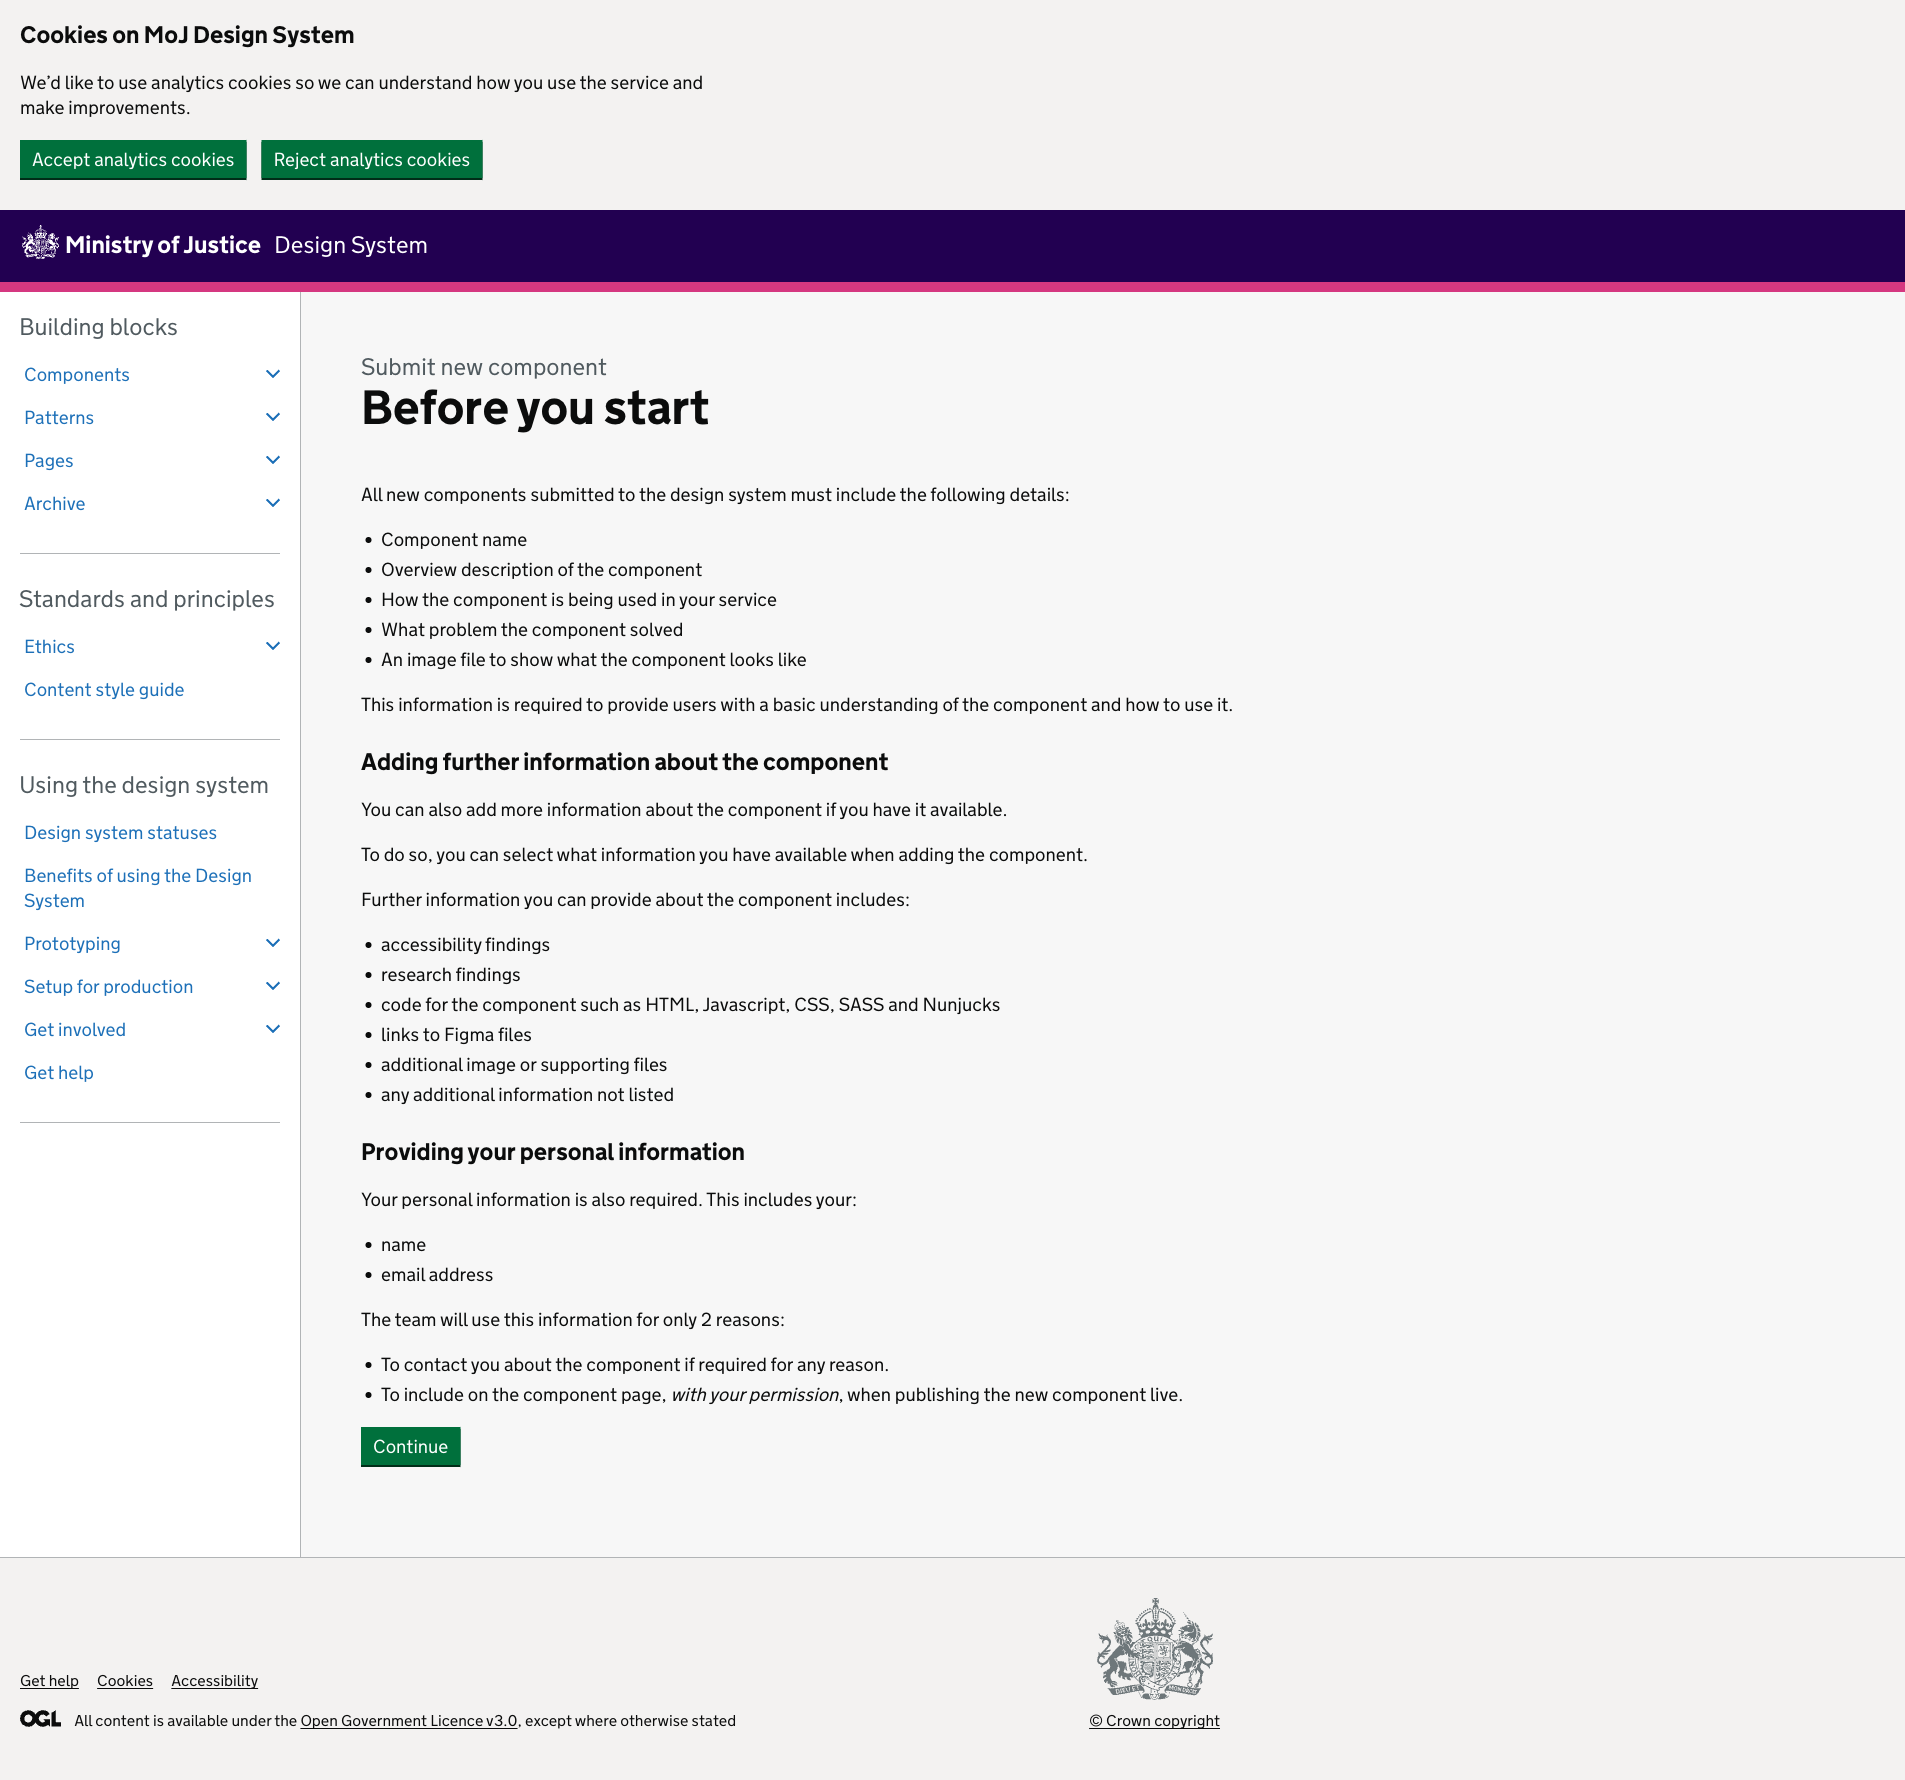 Cookies on MoJ Design System
We’d like to use analytics cookies so we can understand how you use the service and
make improvements.
Accept analytics cookies
Reject analytics cookies
Ministry of Justice Design System
Building blocks
Components
Patterns
Pages
Archive
Standards and principles
Ethics
Content style guide
Using the design system
Design system statuses
Benefits of using the Design
System
Prototyping
Setup for production
Get involved
Get help
Submit new component
Before you start
All new components submitted to the design system must include the following details:
• Component name
• Overview description of the component
• How the component is being used in your service
• What problem the component solved
• An image file to show what the component looks like
This information is required to provide users with a basic understanding of the component and how to use it.
Adding further information about the component
You can also add more information about the component if you have it available.
To do so, you can select what information you have available when adding the component.
Further information you can provide about the component includes:
• accessibility findings
• research findings
• code for the component such as HTML, Javascript, CSS, SASS and Nunjucks
• links to Figma files
• additional image or supporting files
• any additional information not listed
Providing your personal information
Your personal information is also required. This includes your:
• name
• email address
The team will use this information for only 2 reasons:
• To contact you about the component if required for any reason.
• To include on the component page, with your permission, when publishing the new component live.
Continue
Get help Cookies Accessibility
OGL All content is available under the Open Government Licence v3.0, except where otherwise stated
© Crown copyright